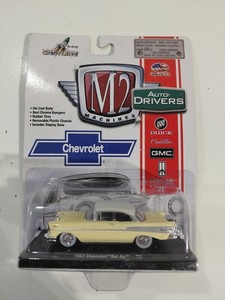 M2
MACHINES
AUTO-
DRIVERS
• Die Cast Body
• Real Chrome Bumpers
• Rubber Tires
• Removable Plastic Chassis
• Includes Display Base
Chevrolet
BUICK
Cadillac
GMC
1957 Chevrolet Bel Air